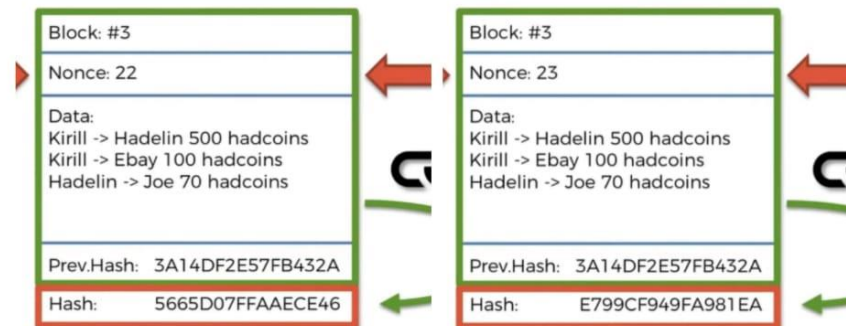 Block: #3
Nonce: 22
Data:
Kirill -> Hadelin 500 hadcoins
Kirill -> Ebay 100 hadcoins
Hadelin -> Joe 70 hadcoins
Prev.Hash: 3A14DF2E57FB432A
Hash: 5665D07FFAAECE46
Block: #3
Nonce: 23
Data:
Kirill -> Hadelin 500 hadcoins
Kirill -> Ebay 100 hadcoins
Hadelin -> Joe 70 hadcoins
Prev.Hash: 3A14DF2E57FB432A
Hash: E799CF949FA981EA